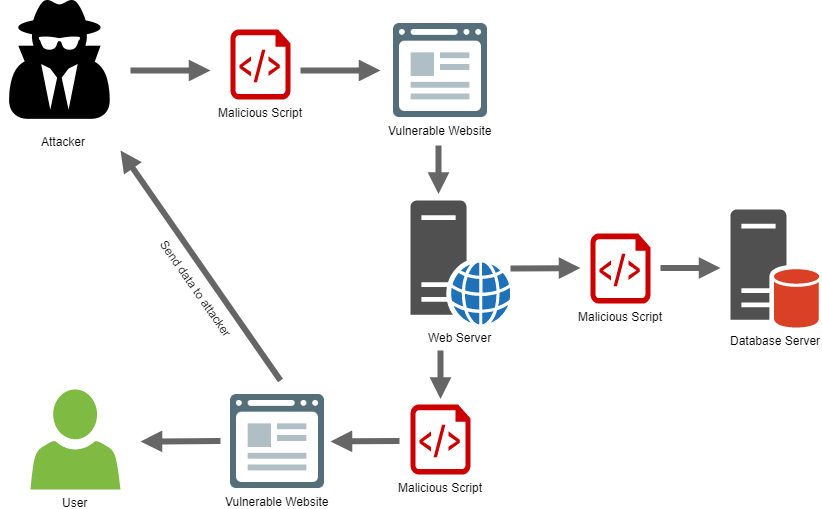 Malicious Script
Vulnerable Website
Attacker
Send data to attacker
Malicious Script
Web Server
Database Server
Malicious Script
User
Vulnerable Website